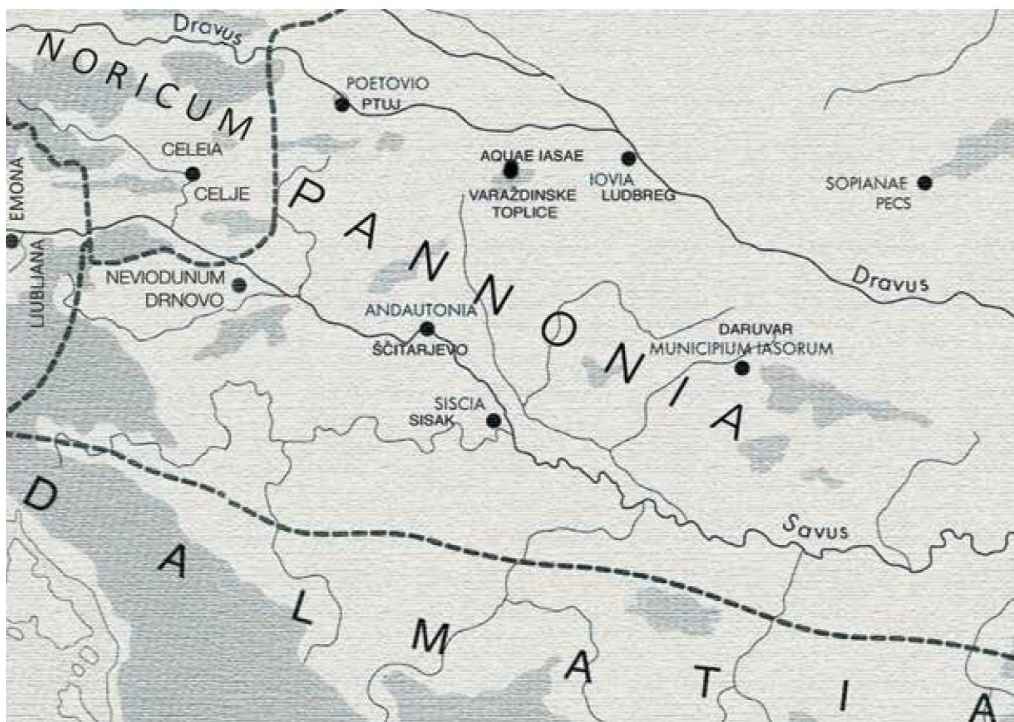 Dravus
NORICUM
POETOVIO
PTUJ
CELEIA
CELJE
AQUAE IASAE
VARAŽDINSKE
TOPLICE
IOVIA
LUDBREG
SOPIANAE
PECS
EMONA
LJUBLJANA
PANNONIA
NEVIODUNUM
DRNOVO
Dravus
ANDAUTONIA
ŠĆITARJEVO
DARUVAR
MUNICIPIUM IASORUM
SISCIA
SISAK
Savus
DALMATIA